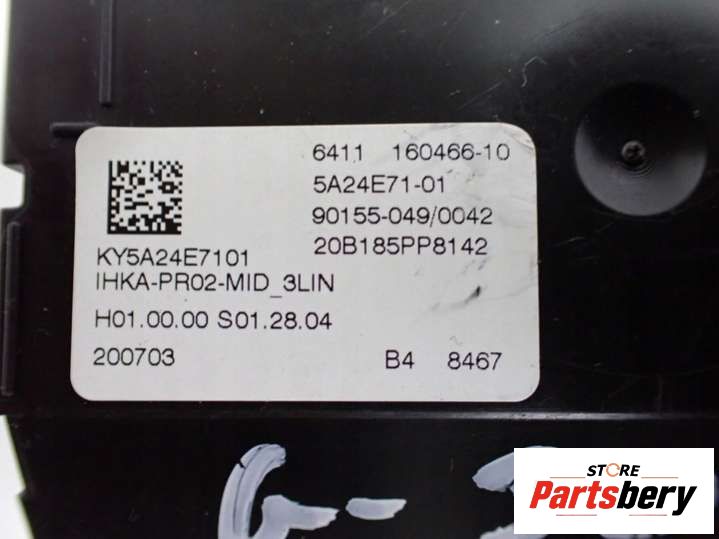 6411 160466-10
5A24E71-01
90155-049/0042
20B185PP8142
KY5A24E7101
IHKA-PR02-MID_3LIN
H01.00.00 S01.28.04
200703 B4 8467
G-
STORE
Partsbery